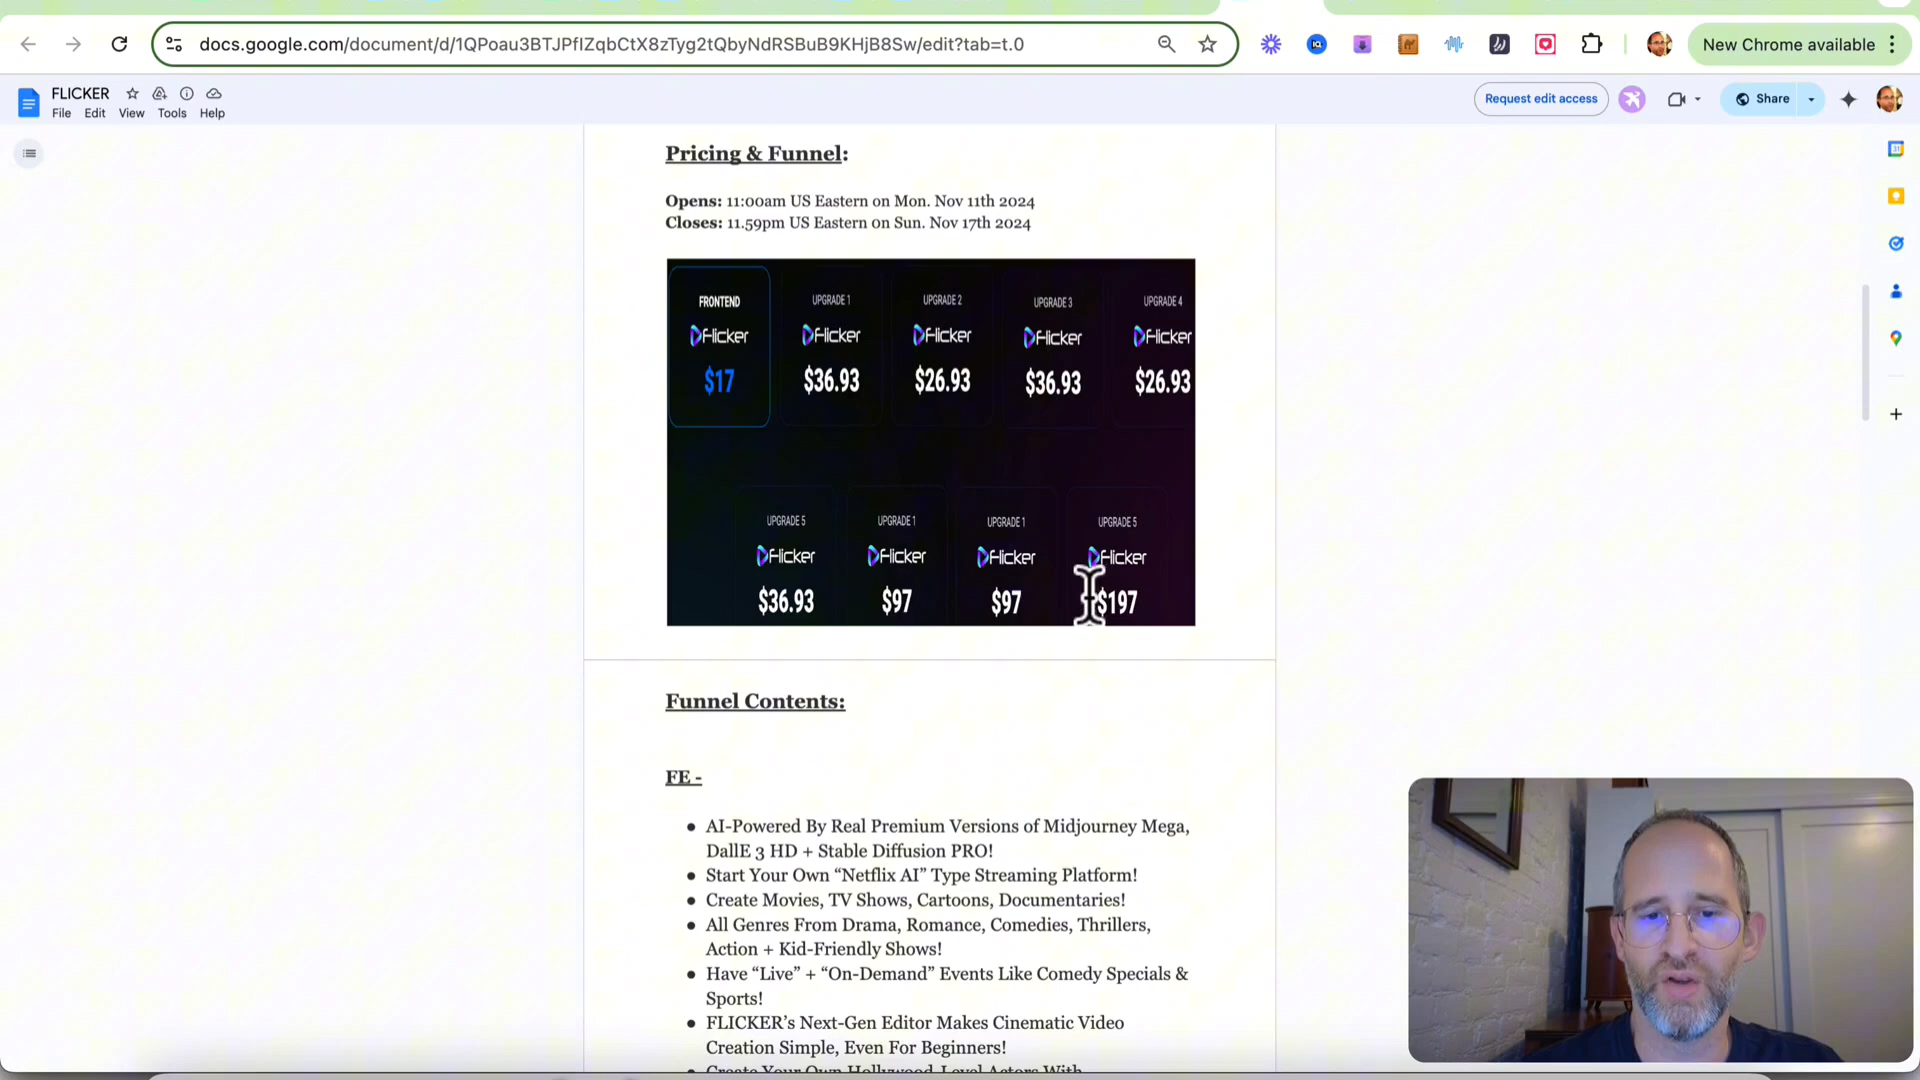 docs.google.com/document/d/1QPoau3BTJPfIZqbCtX8zTyg2tQbyNdRSBuB9KHjB8Sw/edit?tab=t.0
New Chrome available
FLICKER
File Edit View Tools Help
Request edit access
Share
Pricing & Funnel:
Opens: 11:00am US Eastern on Mon. Nov 11th 2024
Closes: 11.59pm US Eastern on Sun. Nov 17th 2024
FRONTEND UPGRADE 1 UPGRADE 2 UPGRADE 3 UPGRADE 4
Flicker Flicker Flicker Flicker Flicker
$17 $36.93 $26.93 $36.93 $26.93
UPGRADE 5 UPGRADE 1 UPGRADE 1 UPGRADE 5
Flicker Flicker Flicker Flicker
$36.93 $97 $97 $197
Funnel Contents:
FE -
● AI-Powered By Real Premium Versions of Midjourney Mega,
DallE 3 HD + Stable Diffusion PRO!
● Start Your Own “Netflix AI” Type Streaming Platform!
● Create Movies, TV Shows, Cartoons, Documentaries!
● All Genres From Drama, Romance, Comedies, Thrillers,
Action + Kid-Friendly Shows!
● Have “Live” + “On-Demand” Events Like Comedy Specials &
Sports!
● FLICKER’s Next-Gen Editor Makes Cinematic Video
Creation Simple, Even For Beginners!
● Create Your Own Hollywood-Level Actors With